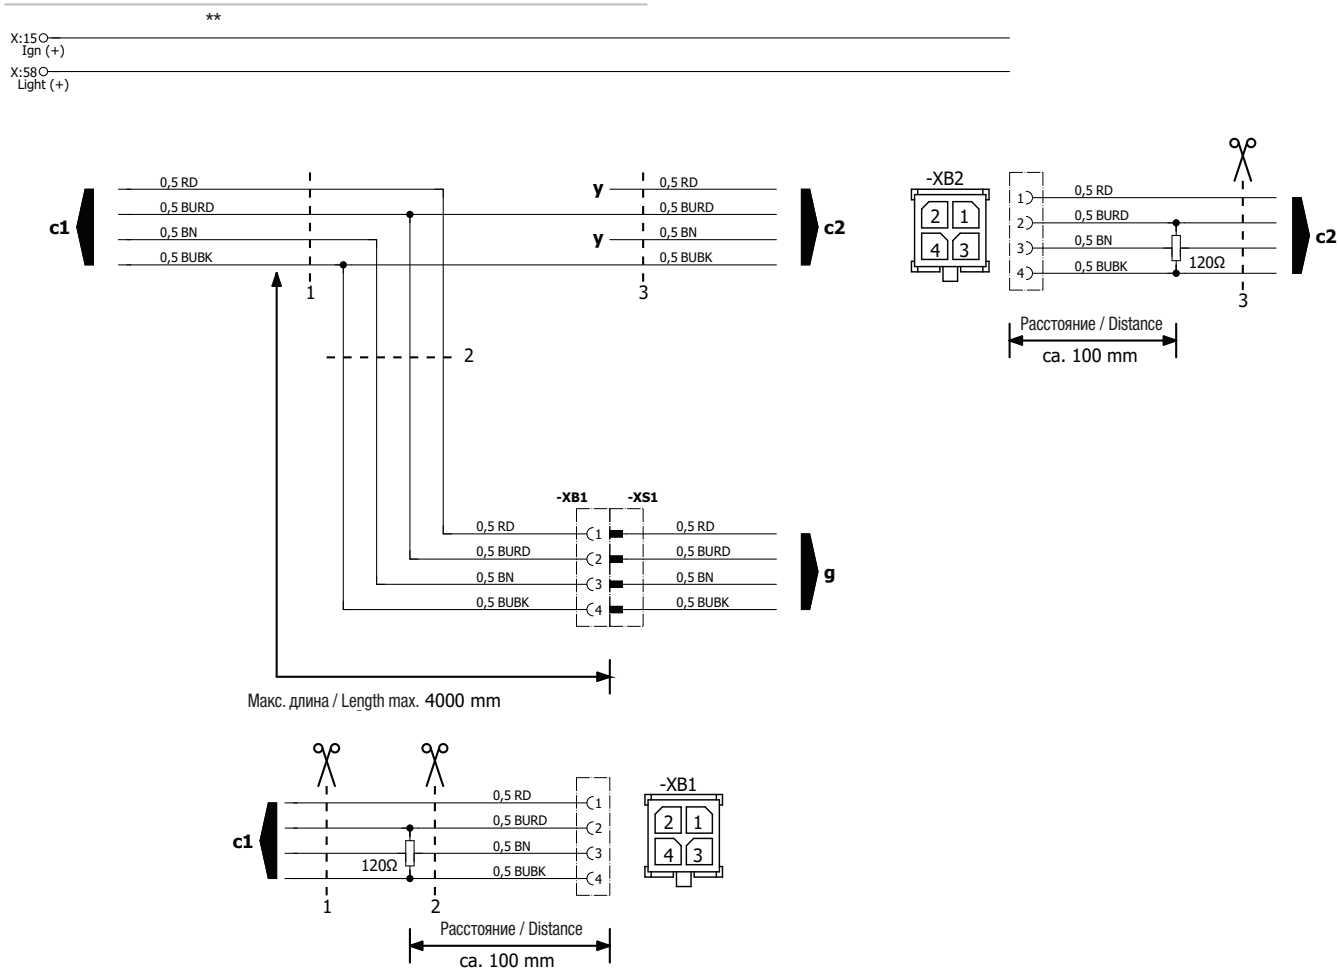 **
X:15
Ign (+)
X:58
Light (+)
0,5 RD
0,5 BURD
0,5 BN
0,5 BUBK
c1
1
y
y
0,5 RD
0,5 BURD
0,5 BN
0,5 BUBK
c2
3
2
-XB2
2 1
4 3
1
2
3
4
0,5 RD
0,5 BURD
0,5 BN
0,5 BUBK
120Ω
c2
3
Расстояние / Distance
ca. 100 mm
-XB1 -XS1
0,5 RD 1 0,5 RD
0,5 BURD 2 0,5 BURD
0,5 BN 3 0,5 BN
0,5 BUBK 4 0,5 BUBK
g
Макс. длина / Length max. 4000 mm
c1
120Ω
0,5 RD 1
0,5 BURD 2
0,5 BN 3
0,5 BUBK 4
1 2
-XB1
2 1
4 3
Расстояние / Distance
ca. 100 mm